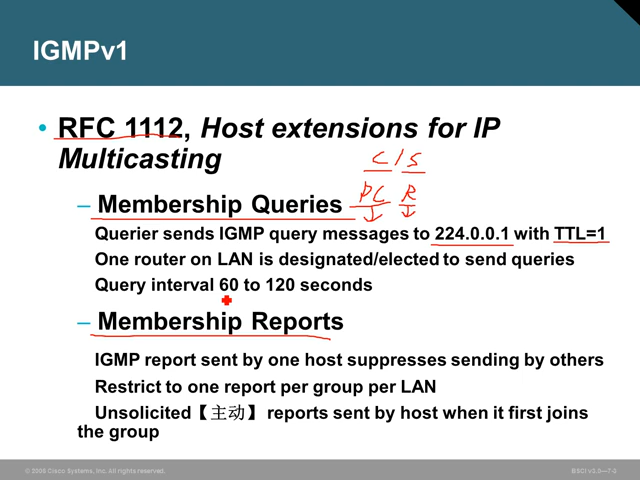 IGMPv1
• RFC 1112, Host extensions for IP
Multicasting
C/S
– Membership Queries PC R
Querier sends IGMP query messages to 224.0.0.1 with TTL=1
One router on LAN is designated/elected to send queries
Query interval 60 to 120 seconds
– Membership Reports
IGMP report sent by one host suppresses sending by others
Restrict to one report per group per LAN
Unsolicited【主动】reports sent by host when it first joins
the group
© 2006 Cisco Systems, Inc. All rights reserved.
BSCI v3.0—7-0